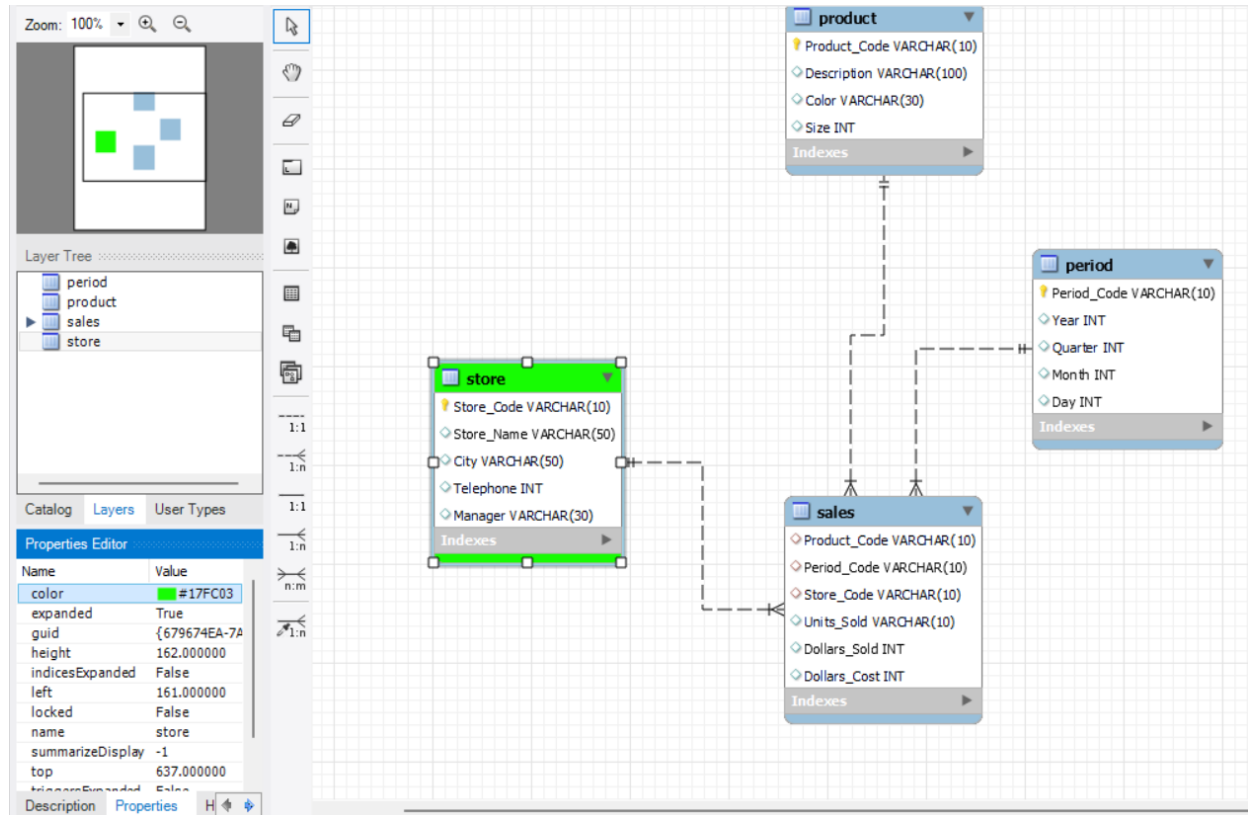 Zoom: 100%
Layer Tree
period
product
sales
store
Catalog Layers User Types
Properties Editor
Name Value
color #17FC03
expanded True
guid {679674EA-7A
height 162.000000
indicesExpanded False
left 161.000000
locked False
name store
summarizeDisplay -1
top 637.000000
triggersExpanded False
Description Properties H
1:1
1:n
1:1
1:n
n:m
1:n
product
Product_Code VARCHAR(10)
Description VARCHAR(100)
Color VARCHAR(30)
Size INT
Indexes
period
Period_Code VARCHAR(10)
Year INT
Quarter INT
Month INT
Day INT
Indexes
store
Store_Code VARCHAR(10)
Store_Name VARCHAR(50)
City VARCHAR(50)
Telephone INT
Manager VARCHAR(30)
Indexes
sales
Product_Code VARCHAR(10)
Period_Code VARCHAR(10)
Store_Code VARCHAR(10)
Units_Sold VARCHAR(10)
Dollars_Sold INT
Dollars_Cost INT
Indexes